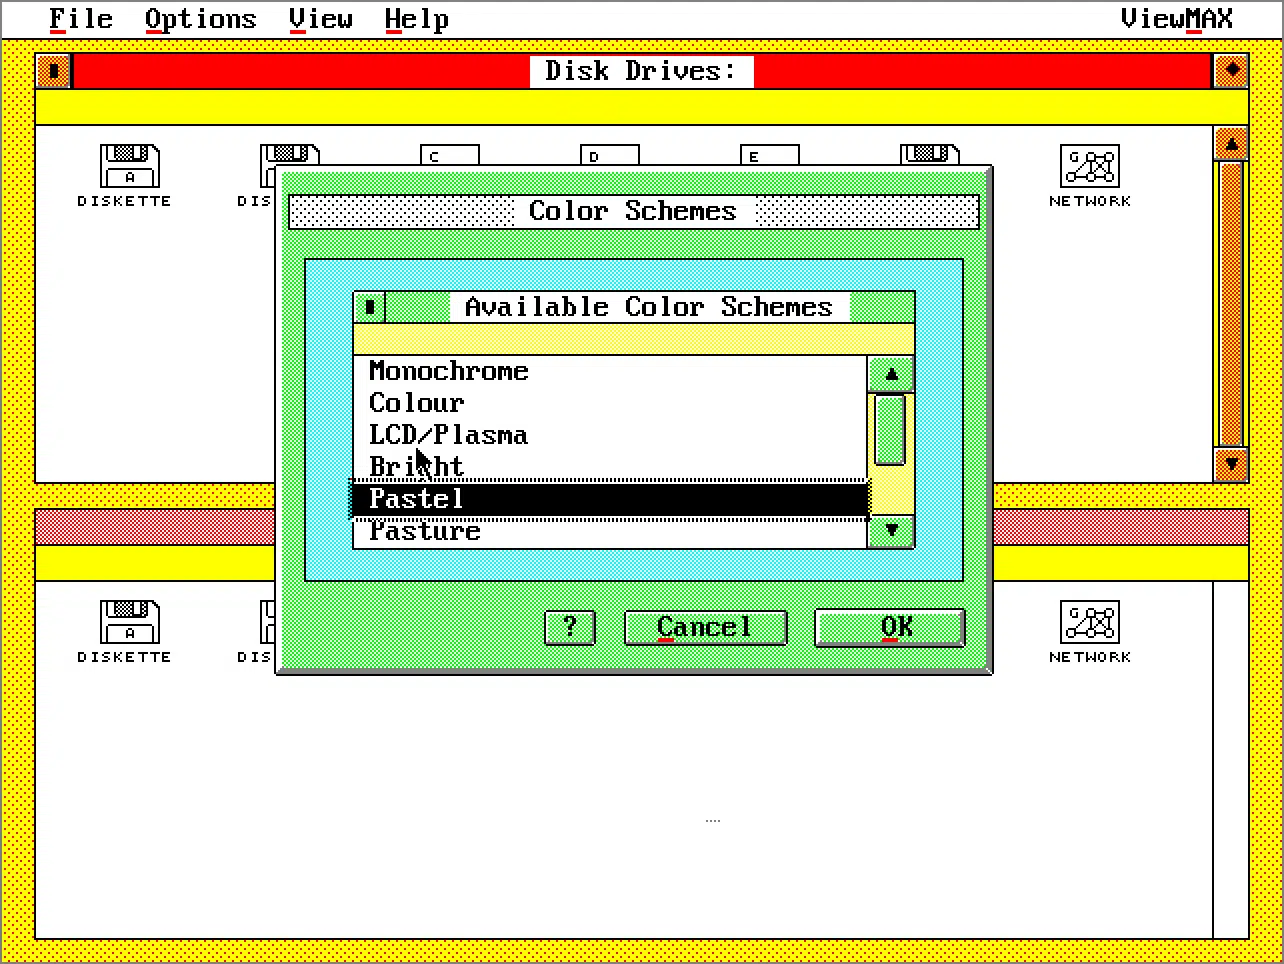 File Options View Help ViewMAX
Disk Drives:
C D E G
A
DISKETTE DIS NETWORK
Color Schemes
Available Color Schemes
Monochrome
Colour
LCD/Plasma
Bright
Pastel
Pasture
? Cancel OK
G
A
DISKETTE DIS NETWORK